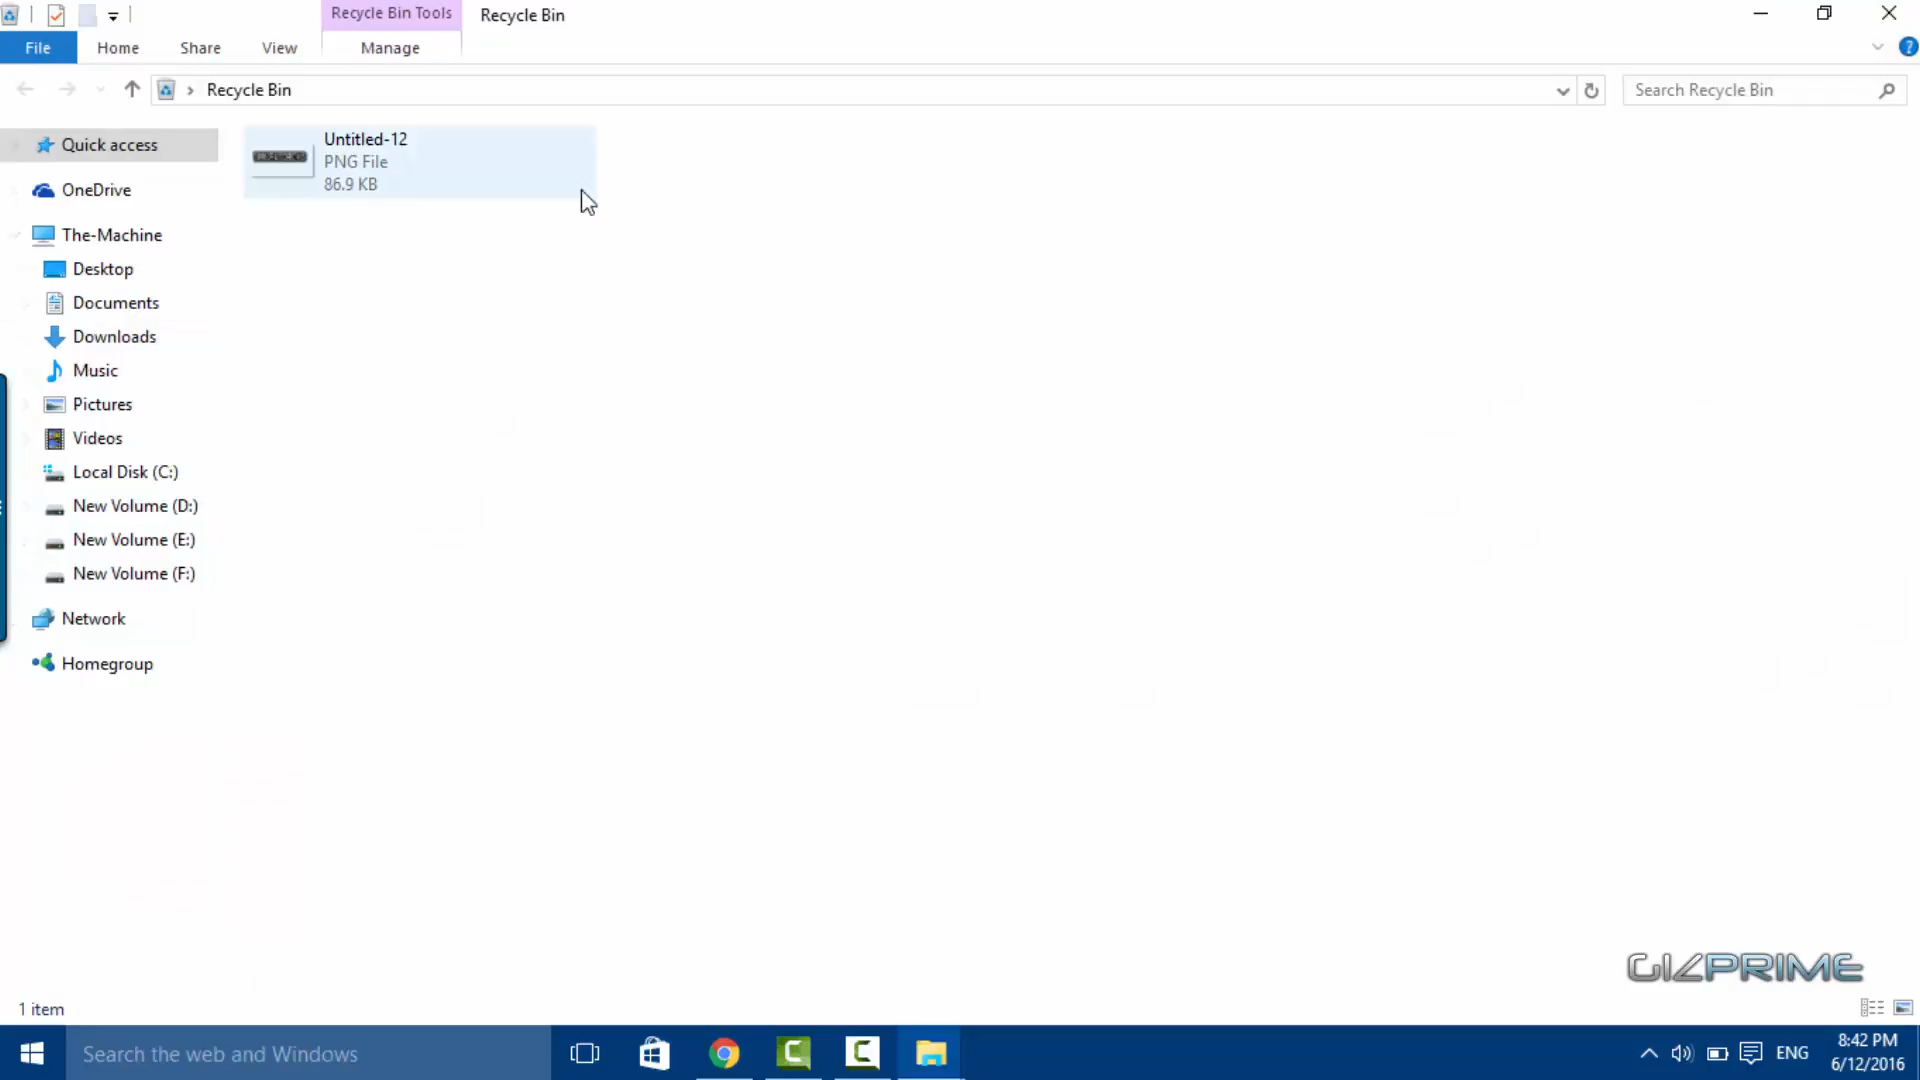 Recycle Bin Tools
Recycle Bin
File
Home
Share
View
Manage
Recycle Bin
Search Recycle Bin
Quick access
OneDrive
The-Machine
Desktop
Documents
Downloads
Music
Pictures
Videos
Local Disk (C:)
New Volume (D:)
New Volume (E:)
New Volume (F:)
Network
Homegroup
Untitled-12
PNG File
86.9 KB
GIZPRIME
1 item
Search the web and Windows
ENG
8:42 PM
6/12/2016